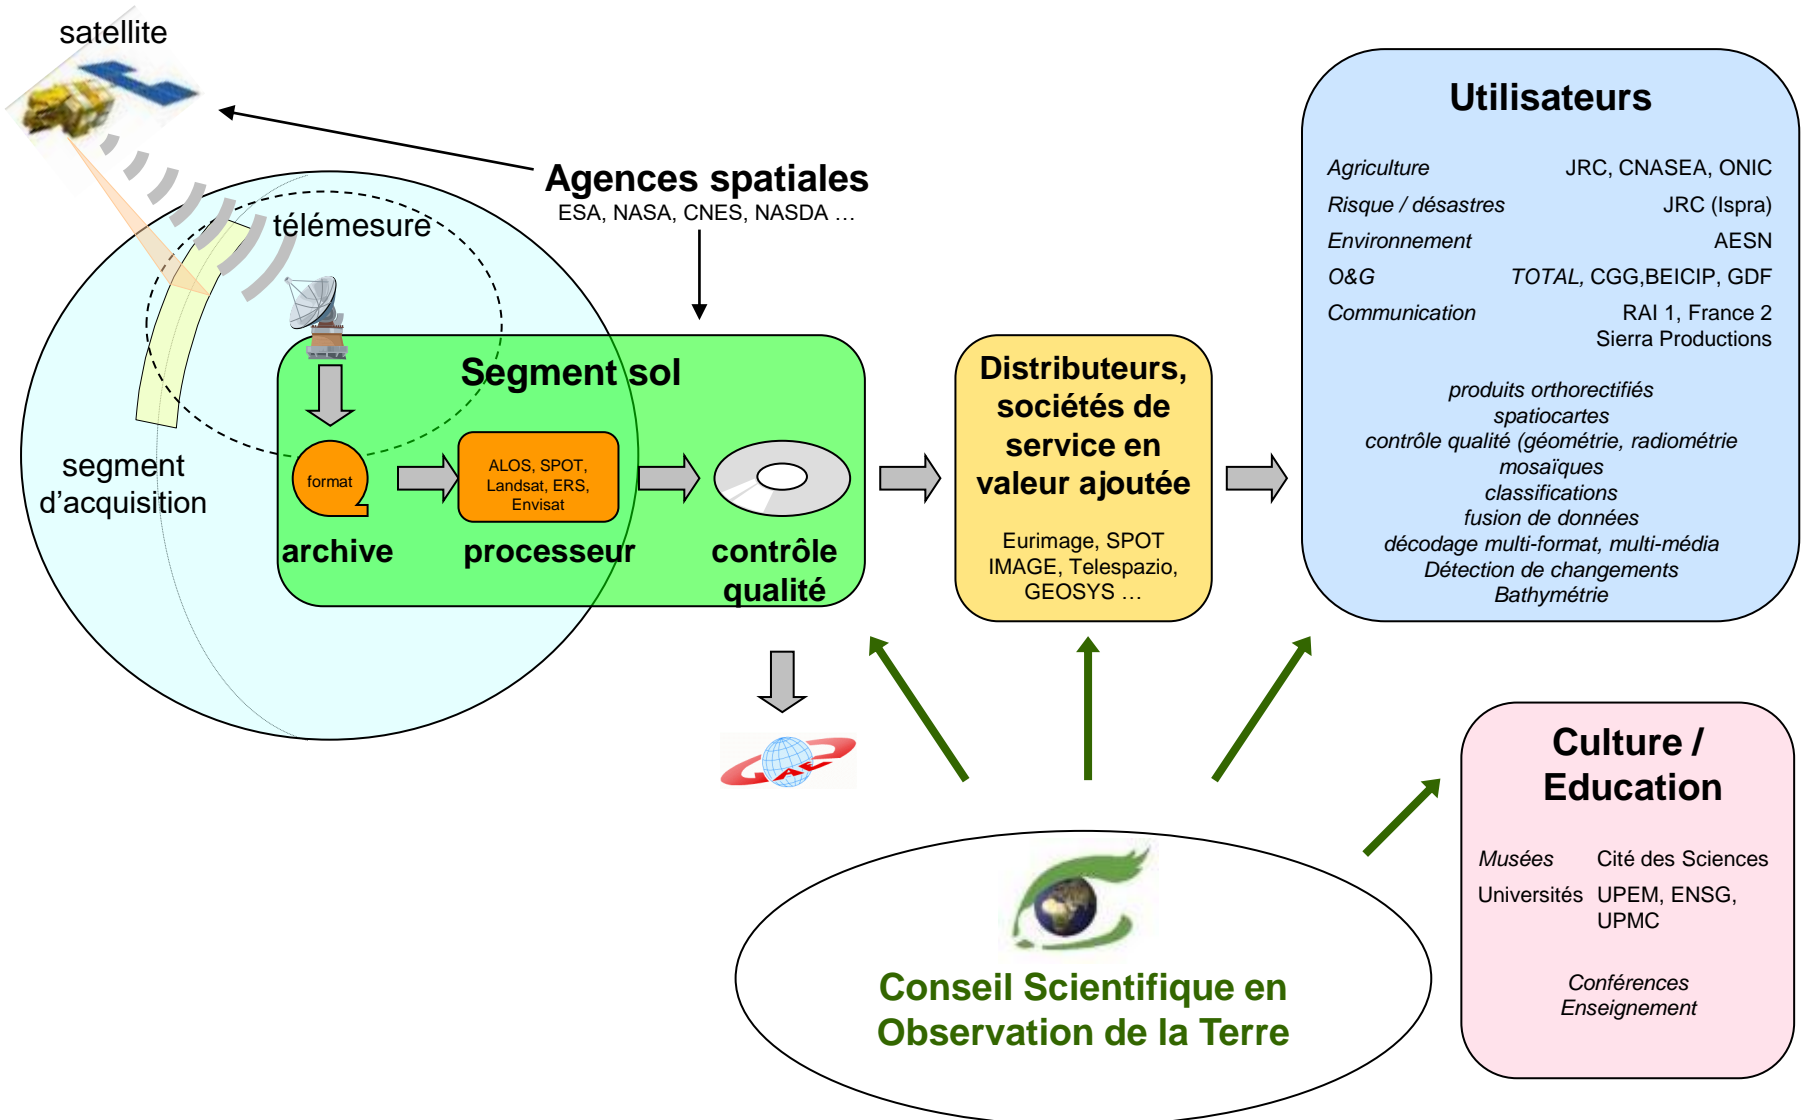 satellite
Agences spatiales
ESA, NASA, CNES, NASDA …
télémesure
segment
d’acquisition
Segment sol
format
archive
ALOS, SPOT,
Landsat, ERS,
Envisat
processeur
contrôle
qualité
GAEL
Distributeurs,
sociétés de
service en
valeur ajoutée
Eurimage, SPOT
IMAGE, Telespazio,
GEOSYS …
Utilisateurs
Agriculture JRC, CNASEA, ONIC
Risque / désastres JRC (Ispra)
Environnement AESN
O&G TOTAL, CGG,BEICIP, GDF
Communication RAI 1, France 2
Sierra Productions
produits orthorectifiés
spatiocartes
contrôle qualité (géométrie, radiométrie
mosaïques
classifications
fusion de données
décodage multi-format, multi-média
Détection de changements
Bathymétrie
Conseil Scientifique en
Observation de la Terre
Culture /
Education
Musées Cité des Sciences
Universités UPEM, ENSG,
UPMC
Conférences
Enseignement